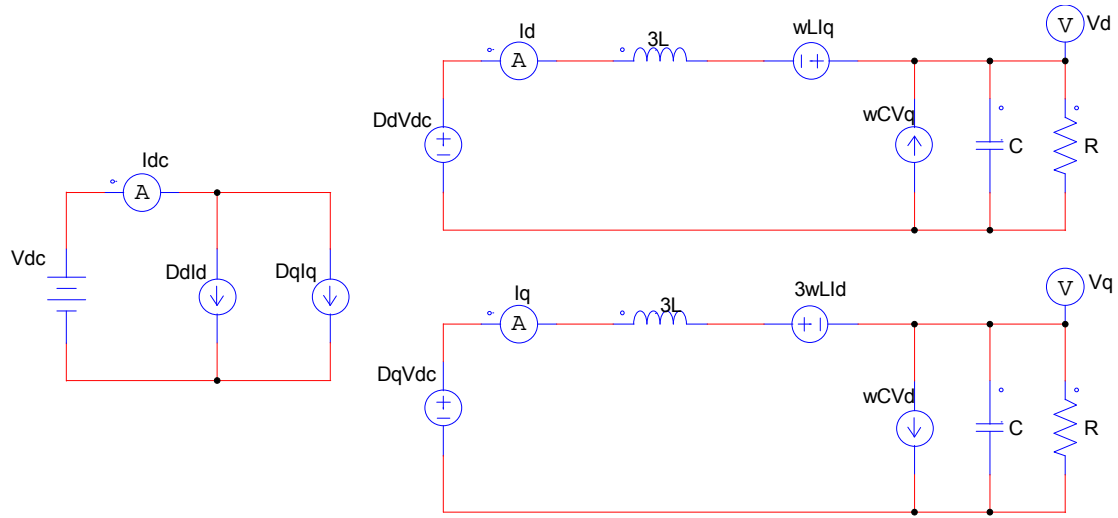 Id
3L
wLIq
V
Vd
A
DdVdc
wCVq
C
R
Idc
A
Vdc
DdId
DqIq
Iq
3L
3wLId
V
Vq
A
DqVdc
wCVd
C
R